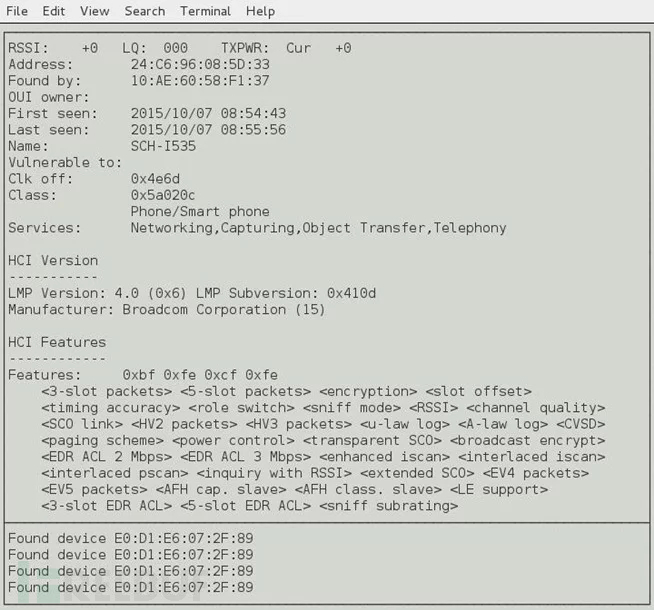 File Edit View Search Terminal Help
RSSI: +0 LQ: 000 TXPWR: Cur +0
Address: 24:C6:96:08:5D:33
Found by: 10:AE:60:58:F1:37
OUI owner:
First seen: 2015/10/07 08:54:43
Last seen: 2015/10/07 08:55:56
Name: SCH-I535
Vulnerable to:
Clk off: 0x4e6d
Class: 0x5a020c
Phone/Smart phone
Services: Networking,Capturing,Object Transfer,Telephony
HCI Version
-----------
LMP Version: 4.0 (0x6) LMP Subversion: 0x410d
Manufacturer: Broadcom Corporation (15)
HCI Features
------------
Features: 0xbf 0xfe 0xcf 0xfe
<3-slot packets> <5-slot packets> <encryption> <slot offset>
<timing accuracy> <role switch> <sniff mode> <RSSI> <channel quality>
<SCO link> <HV2 packets> <HV3 packets> <u-law log> <A-law log> <CVSD>
<paging scheme> <power control> <transparent SCO> <broadcast encrypt>
<EDR ACL 2 Mbps> <EDR ACL 3 Mbps> <enhanced iscan> <interlaced iscan>
<interlaced pscan> <inquiry with RSSI> <extended SCO> <EV4 packets>
<EV5 packets> <AFH cap. slave> <AFH class. slave> <LE support>
<3-slot EDR ACL> <5-slot EDR ACL> <sniff subrating>
Found device E0:D1:E6:07:2F:89
Found device E0:D1:E6:07:2F:89
Found device E0:D1:E6:07:2F:89
Found device E0:D1:E6:07:2F:89